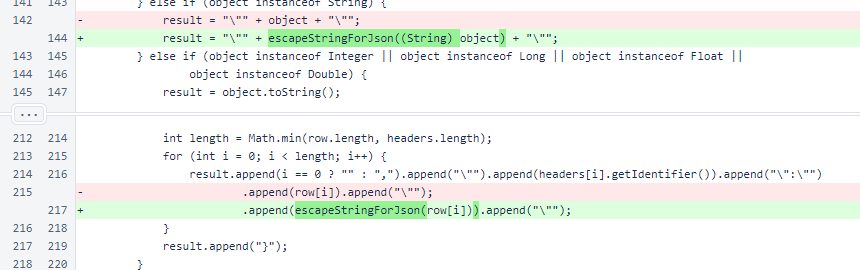 141 143 } else if (object instanceof String) {
142 - result = "\"" + object + "\"";
144 + result = "\"" + escapeStringForJson((String) object) + "\"";
143 145 } else if (object instanceof Integer || object instanceof Long || object instanceof Float ||
144 146 object instanceof Double) {
145 147 result = object.toString();
...
212 214 int length = Math.min(row.length, headers.length);
213 215 for (int i = 0; i < length; i++) {
214 216 result.append(i == 0 ? "" : ",").append("\"").append(headers[i].getIdentifier()).append("\":\"")
215 - .append(row[i]).append("\"");
217 + .append(escapeStringForJson(row[i])).append("\"");
216 218 }
217 219 result.append("}");
218 220 }